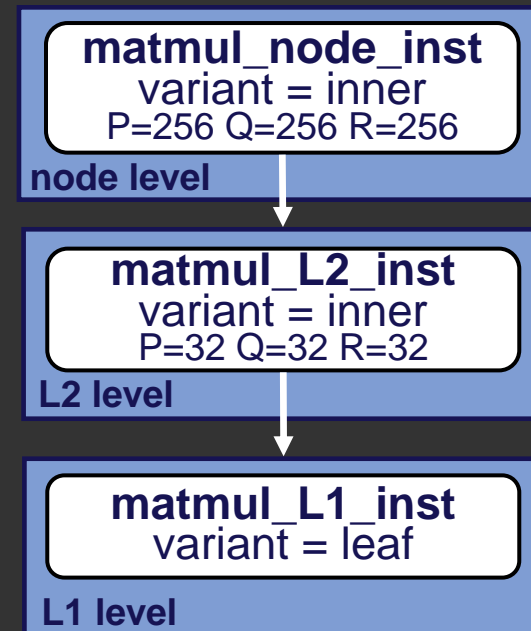 matmul_node_inst
variant = inner
P=256 Q=256 R=256
node level
matmul_L2_inst
variant = inner
P=32 Q=32 R=32
L2 level
matmul_L1_inst
variant = leaf
L1 level